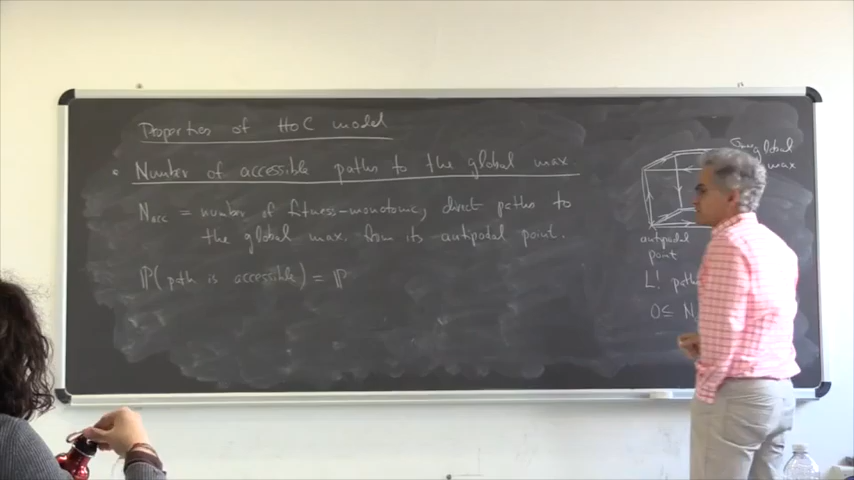 Properties of HoC model
• Number of accessible paths to the global max
Nacc = number of fitness-monotonic, direct paths to
the global max. from its antipodal point.
ℙ(path is accessible) = ℙ
global
max
antipodal
point
L! paths
0 ≤ N